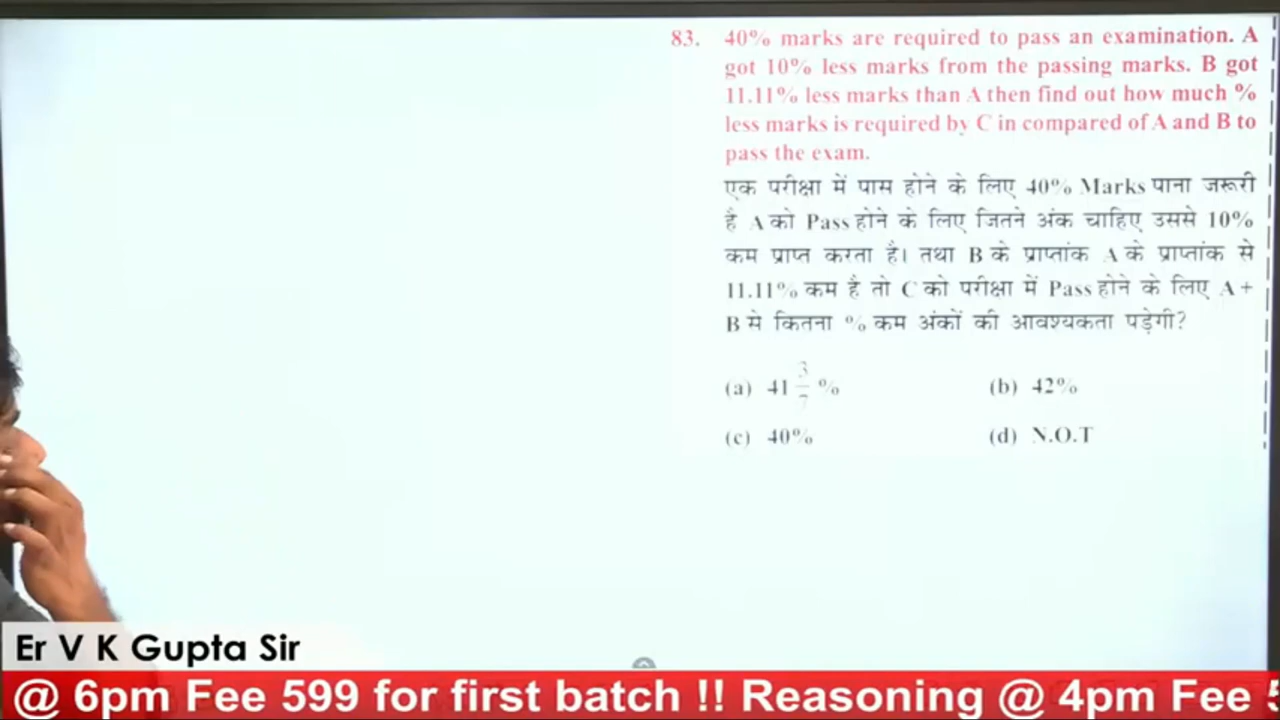 83. 40% marks are required to pass an examination. A
got 10% less marks from the passing marks. B got
11.11% less marks than A then find out how much %
less marks is required by C in compared of A and B to
pass the exam.
एक परीक्षा में पास होने के लिए 40% Marks पाना जरूरी
है A को Pass होने के लिए जितने अंक चाहिए उससे 10%
कम प्राप्त करता है। तथा B के प्राप्तांक A के प्राप्तांक से
11.11% कम है तो C को परीक्षा में Pass होने के लिए A +
B से कितना % कम अंकों की आवश्यकता पड़ेगी?
(a) 41 3/7 % (b) 42%
(c) 40% (d) N.O.T
Er V K Gupta Sir
@ 6pm Fee 599 for first batch !! Reasoning @ 4pm Fee 5